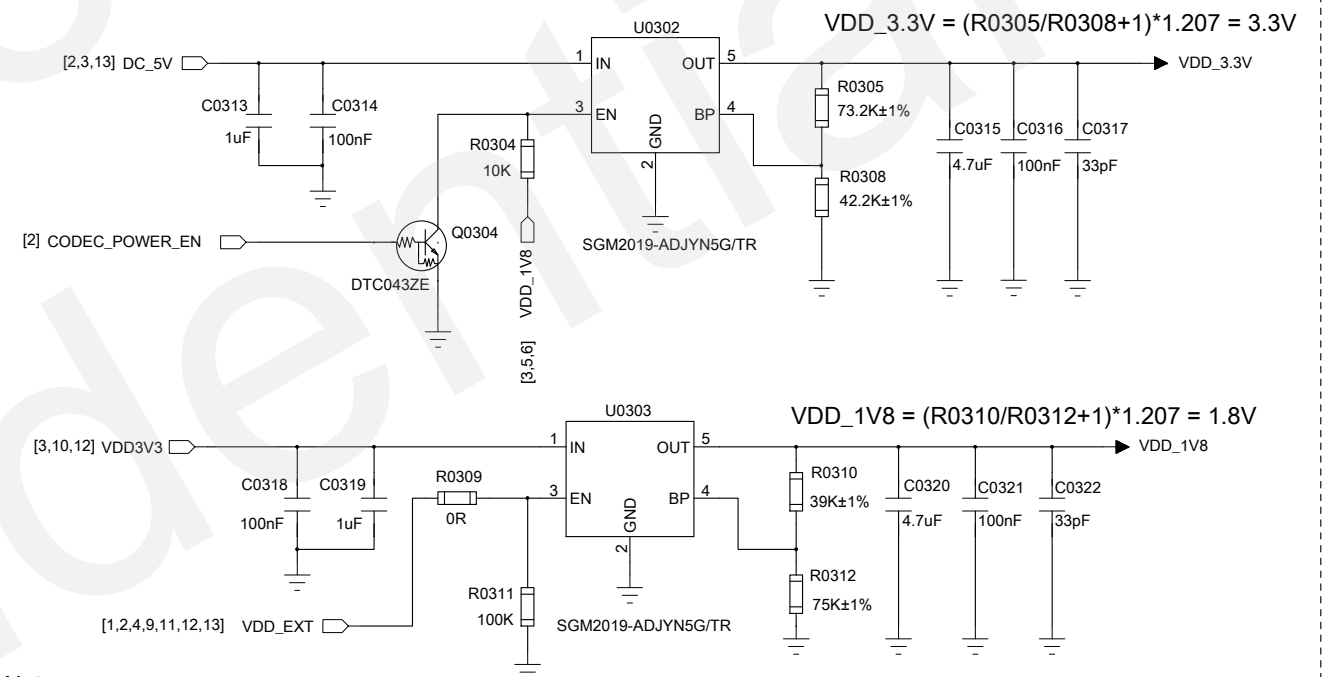 VDD_3.3V = (R0305/R0308+1)*1.207 = 3.3V
U0302
[2,3,13] DC_5V
1 IN
OUT 5
VDD_3.3V
C0313
1uF
C0314
100nF
3 EN
BP 4
GND
2
R0304
10K
R0305
73.2K±1%
R0308
42.2K±1%
C0315
4.7uF
C0316
100nF
C0317
33pF
SGM2019-ADJYN5G/TR
[2] CODEC_POWER_EN
Q0304
DTC043ZE
VDD_1V8
[3,5,6]
VDD_1V8 = (R0310/R0312+1)*1.207 = 1.8V
U0303
[3,10,12] VDD3V3
1 IN
OUT 5
VDD_1V8
C0318
100nF
C0319
1uF
R0309
0R
3 EN
BP 4
GND
2
R0310
39K±1%
R0312
75K±1%
C0320
4.7uF
C0321
100nF
C0322
33pF
R0311
100K
SGM2019-ADJYN5G/TR
[1,2,4,9,11,12,13] VDD_EXT
dential